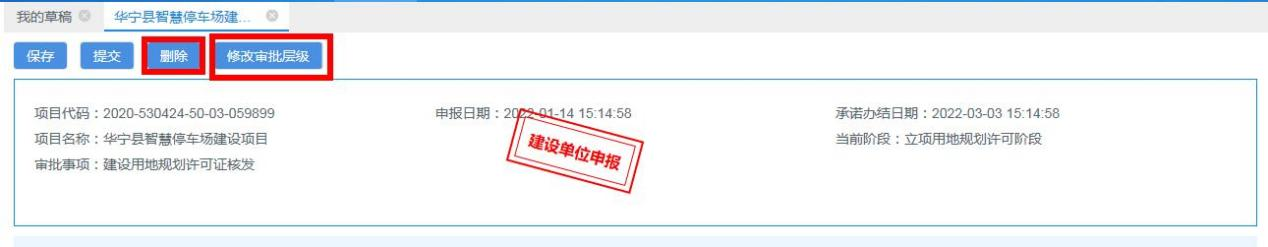 我的草稿 华宁县智慧停车场建...
保存 提交 删除 修改审批层级
项目代码：2020-530424-50-03-059899 申报日期：2022-01-14 15:14:58 承诺办结日期：2022-03-03 15:14:58
项目名称：华宁县智慧停车场建设项目 当前阶段：立项用地规划许可阶段
建设单位申报
审批事项：建设用地规划许可证核发